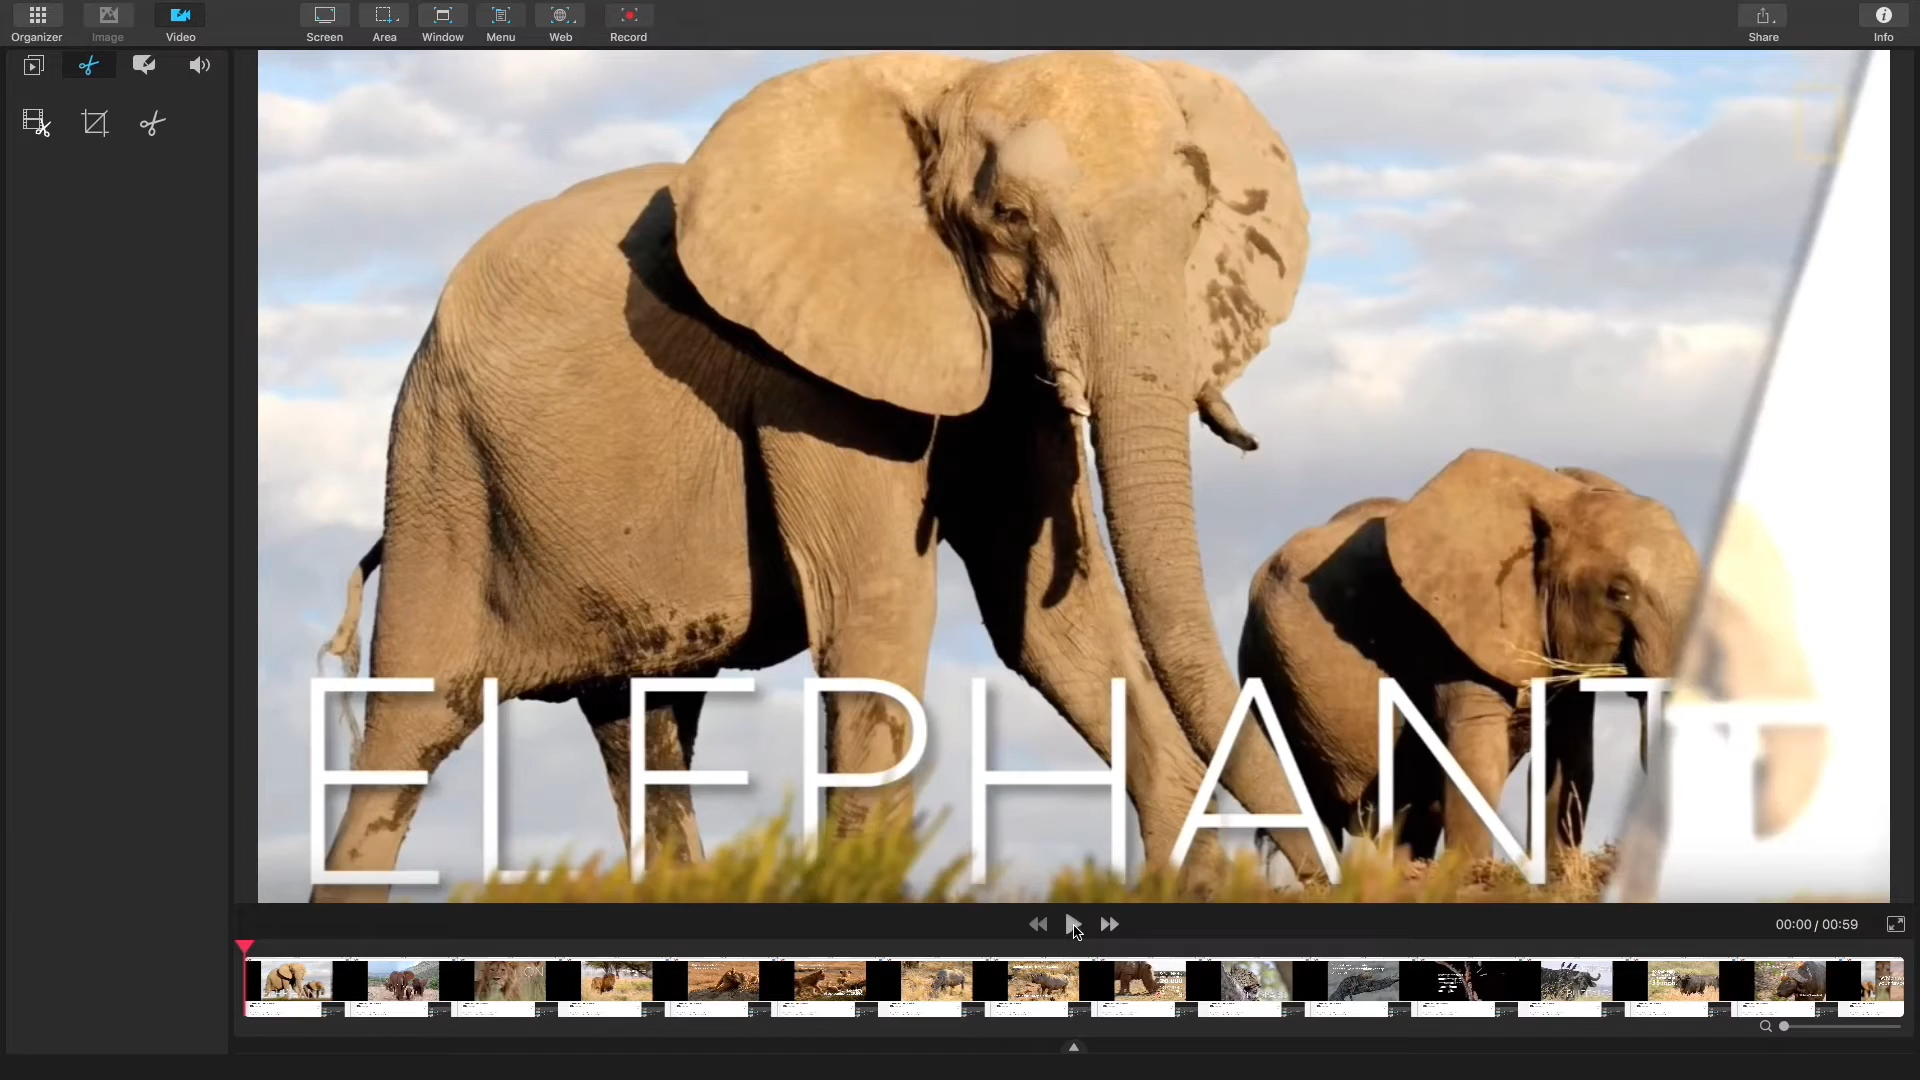 Organizer
Image
Video
Screen
Area
Window
Menu
Web
Record
Share
Info
ELEPHANT
00:00 / 00:59